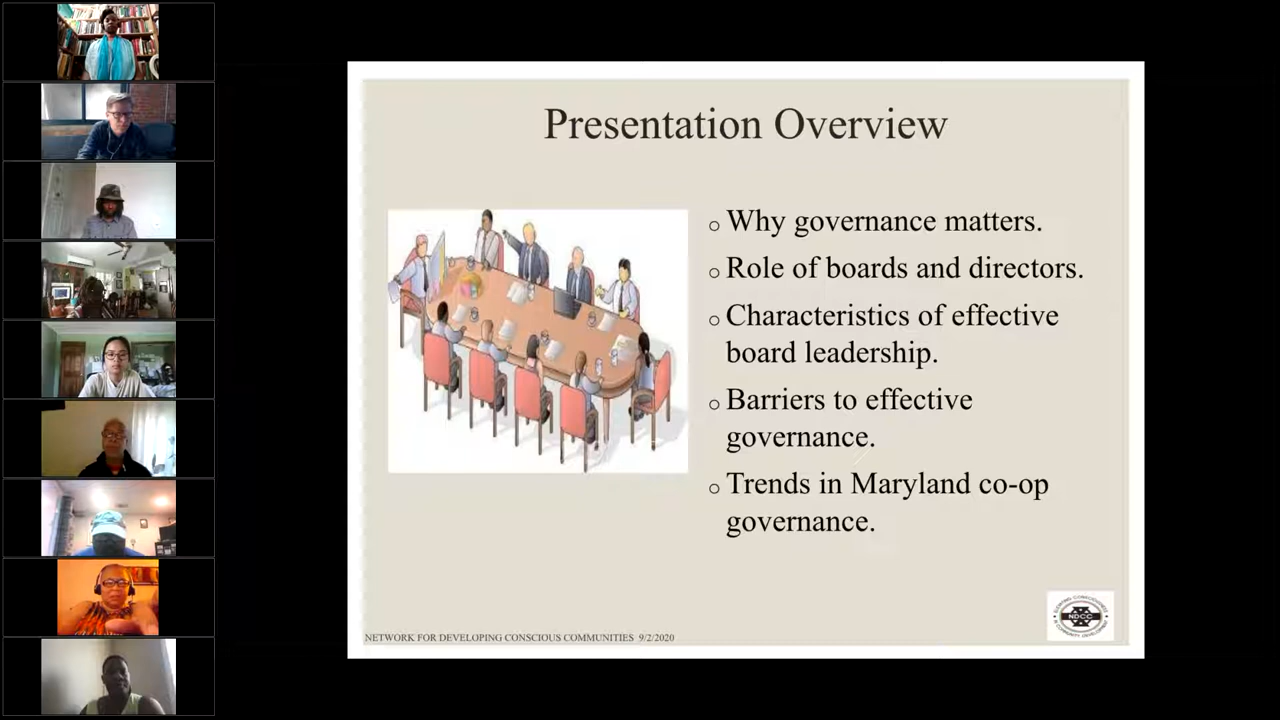 Presentation Overview
Why governance matters.
Role of boards and directors.
Characteristics of effective
board leadership.
Barriers to effective
governance.
Trends in Maryland co-op
governance.
NDCC
NETWORK FOR DEVELOPING CONSCIOUS COMMUNITIES 9/2/2020